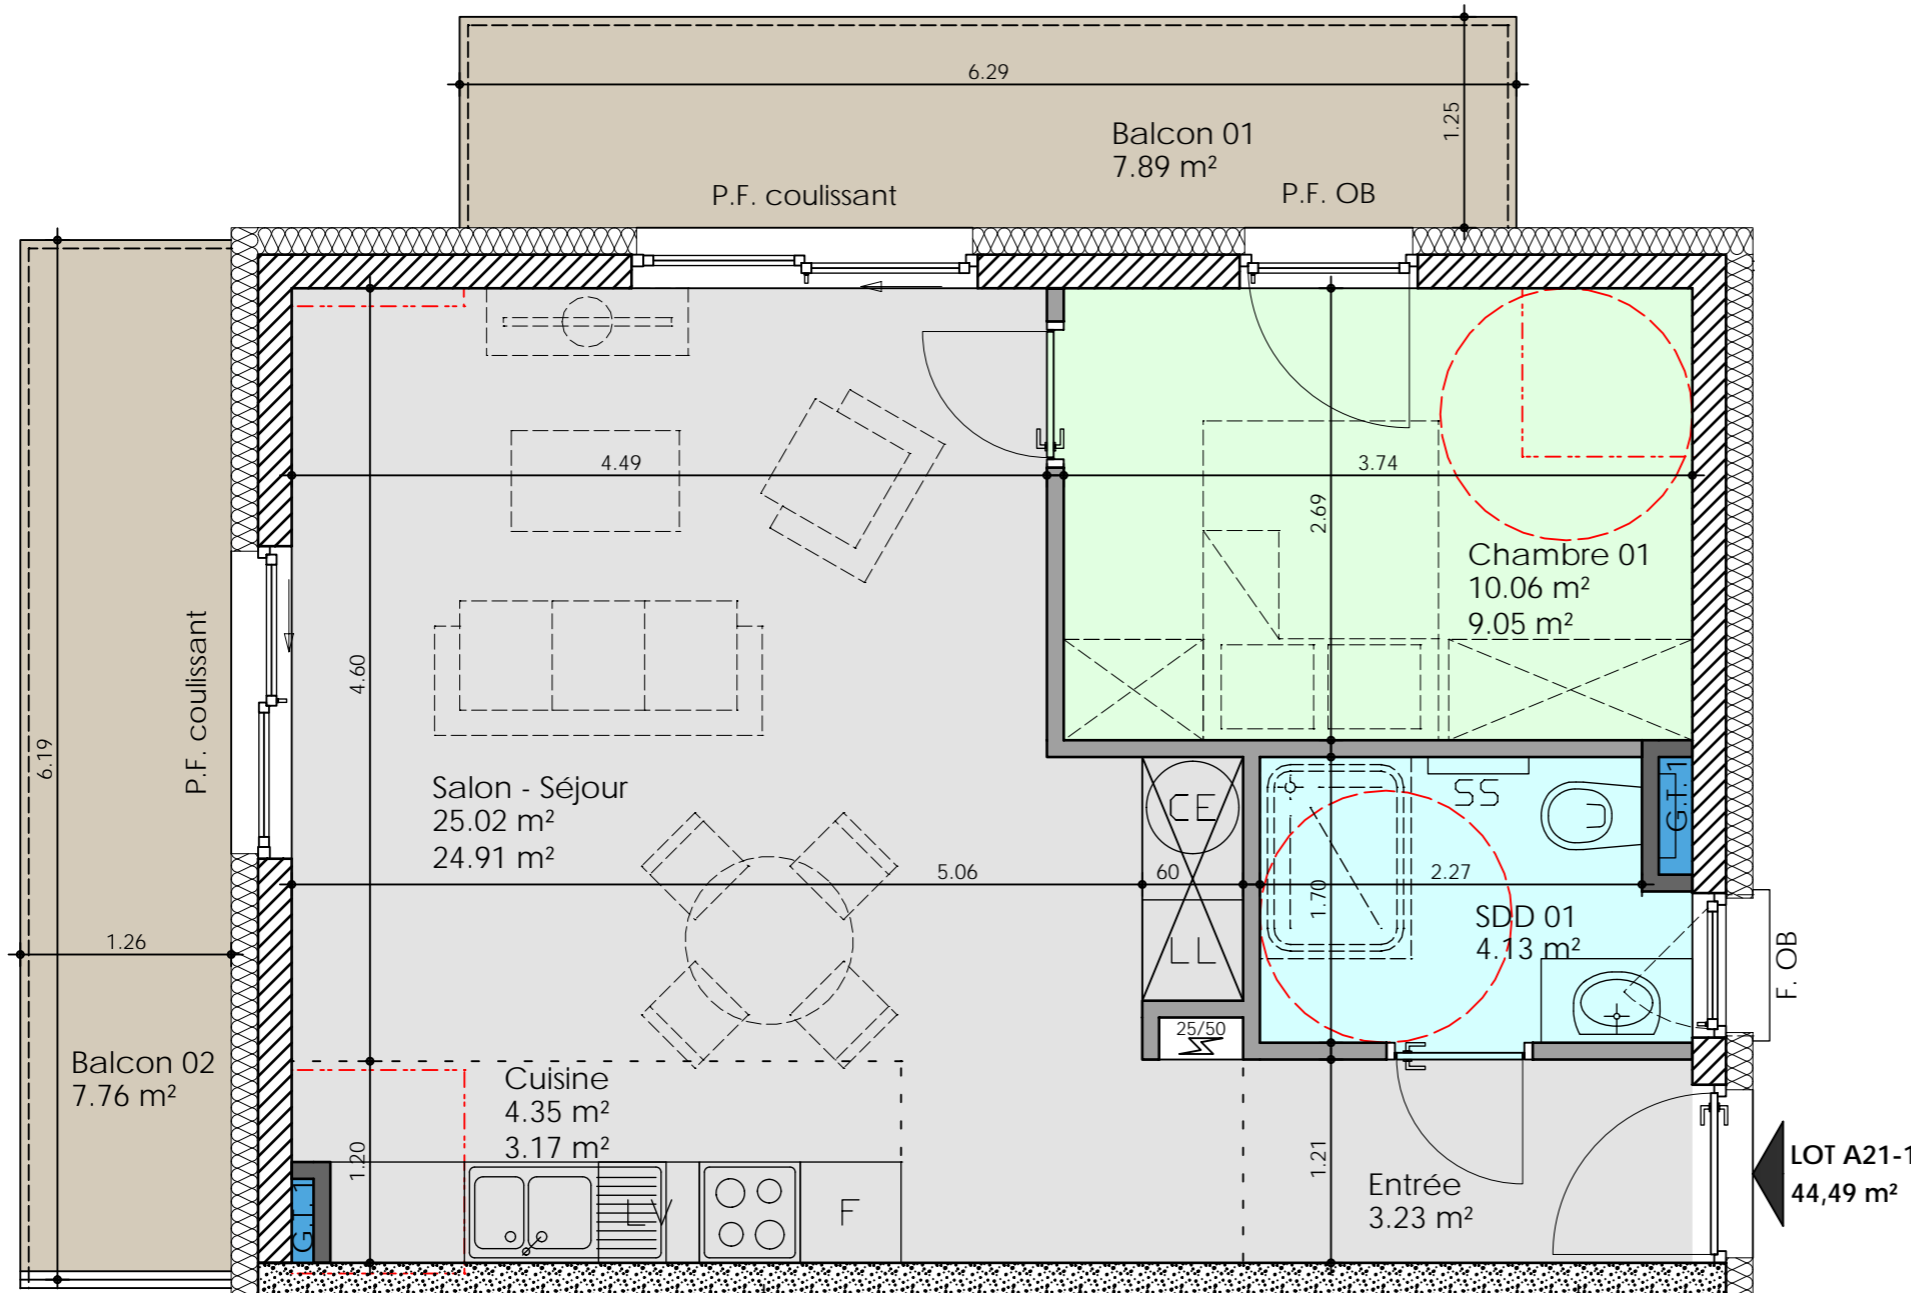 6.29
1.25
Balcon 01
7.89 m²
P.F. coulissant
P.F. OB
4.49
3.74
2.69
Chambre 01
10.06 m²
9.05 m²
P.F. coulissant
4.60
6.19
Salon - Séjour
25.02 m²
24.91 m²
CE
SS
G.T.1
5.06
60
1.70
2.27
SDD 01
4.13 m²
LL
1.26
F. OB
25/50
Balcon 02
7.76 m²
Cuisine
4.35 m²
3.17 m²
1.20
1.21
Entrée
3.23 m²
LOT A21-1
44,49 m²
G.T.1
LV
F